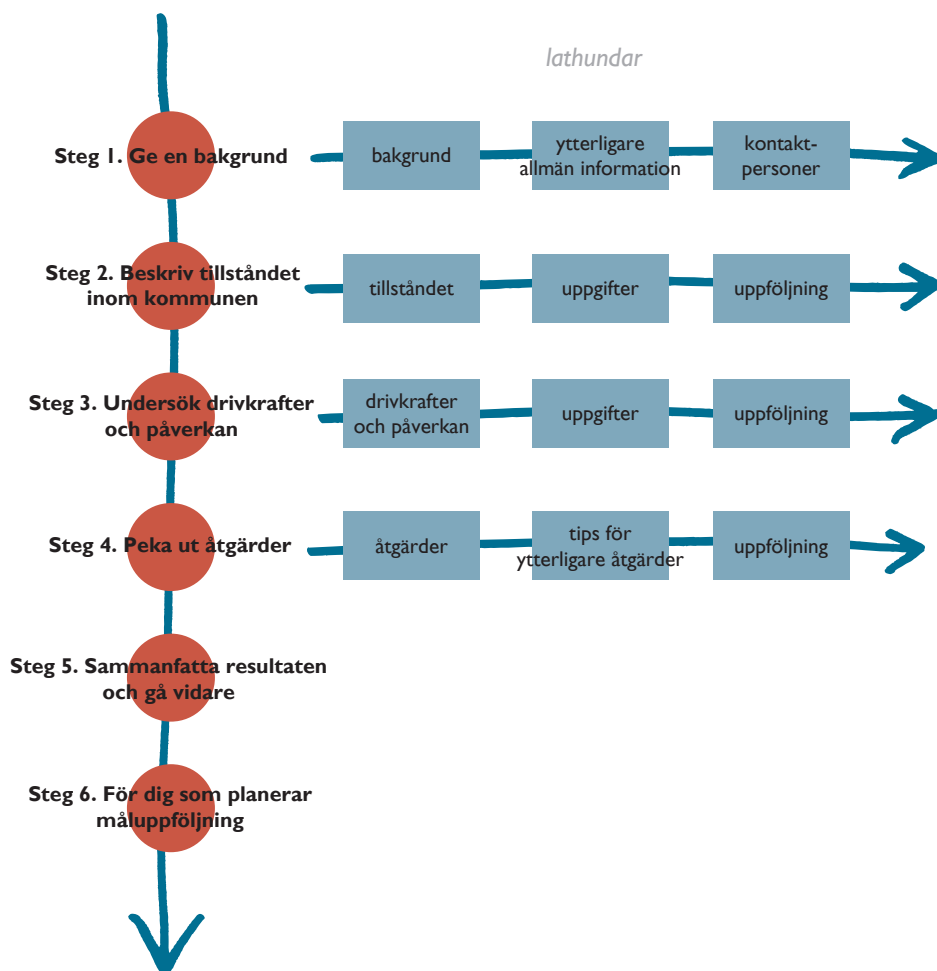 lathundar
Steg 1. Ge en bakgrund
bakgrund
ytterligare
allmän information
kontakt-
personer
Steg 2. Beskriv tillståndet
inom kommunen
tillståndet
uppgifter
uppföljning
Steg 3. Undersök drivkrafter
och påverkan
drivkrafter
och påverkan
uppgifter
uppföljning
Steg 4. Peka ut åtgärder
åtgärder
tips för
ytterligare åtgärder
uppföljning
Steg 5. Sammanfatta resultaten
och gå vidare
Steg 6. För dig som planerar
måluppföljning